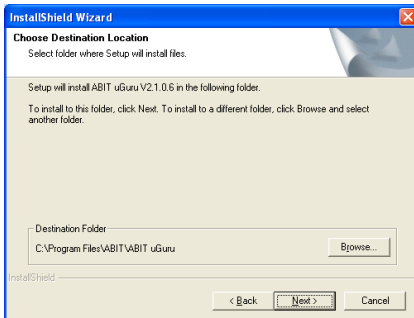 InstallShield Wizard
Choose Destination Location
Select folder where Setup will install files.
Setup will install ABIT uGuru V2.1.0.6 in the following folder.
To install to this folder, click Next. To install to a different folder, click Browse and select
another folder.
Destination Folder
C:\Program Files\ABIT\ABIT uGuru
Browse...
InstallShield
< Back
Next >
Cancel